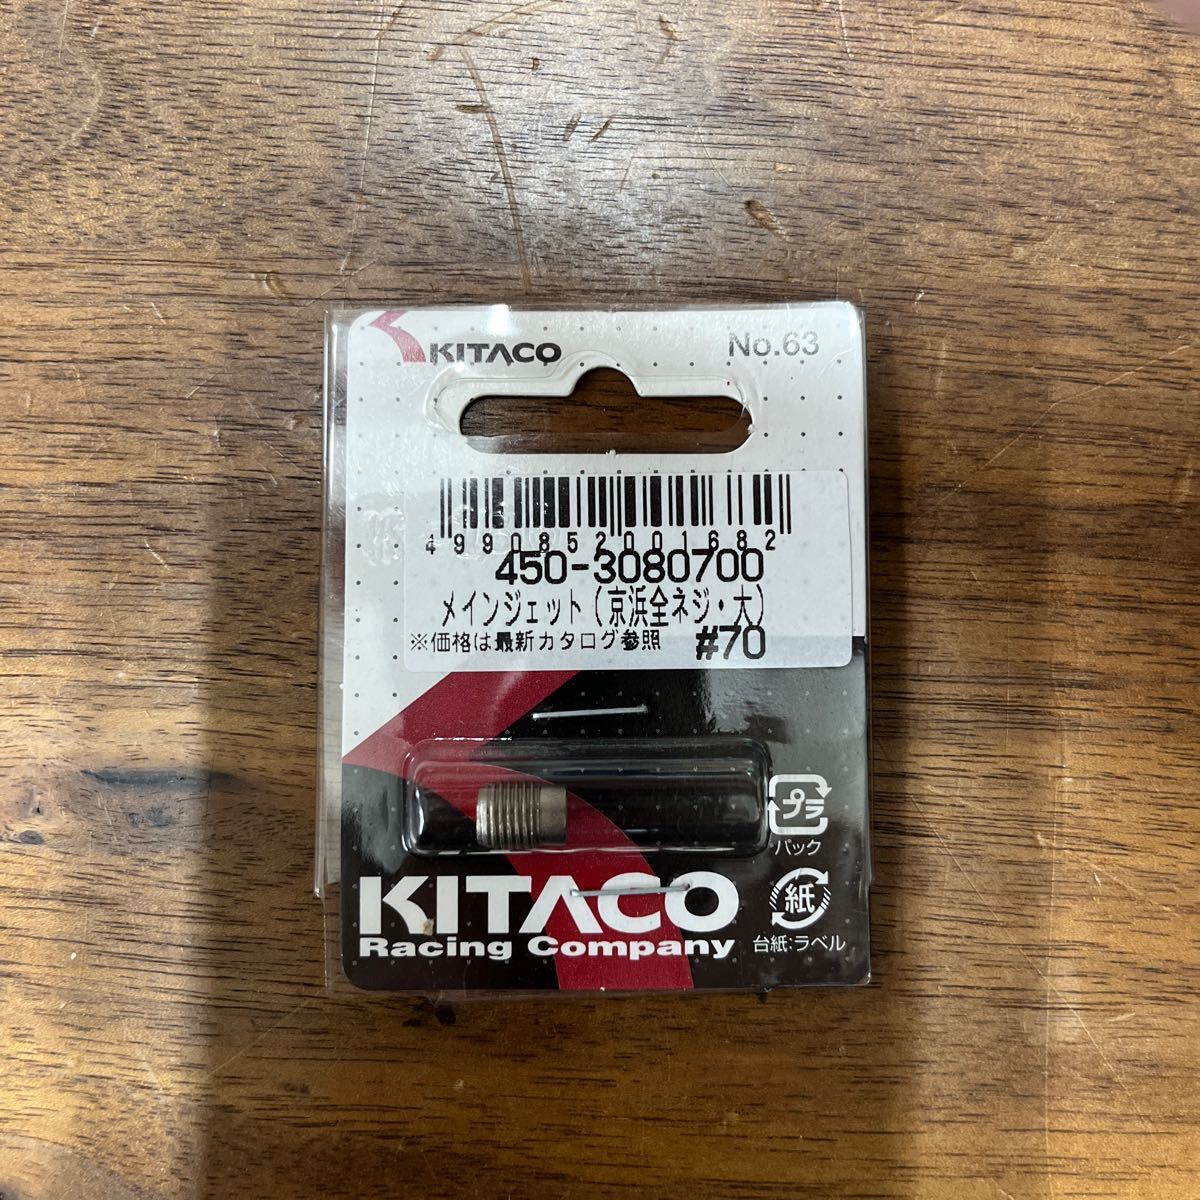 KITACO
No.63
4990852001682
450-3080700
メインジェット(京浜全ネジ・大)
※価格は最新カタログ参照 #70
プラ
パック
KITACO
Racing Company
紙
台紙:ラベル